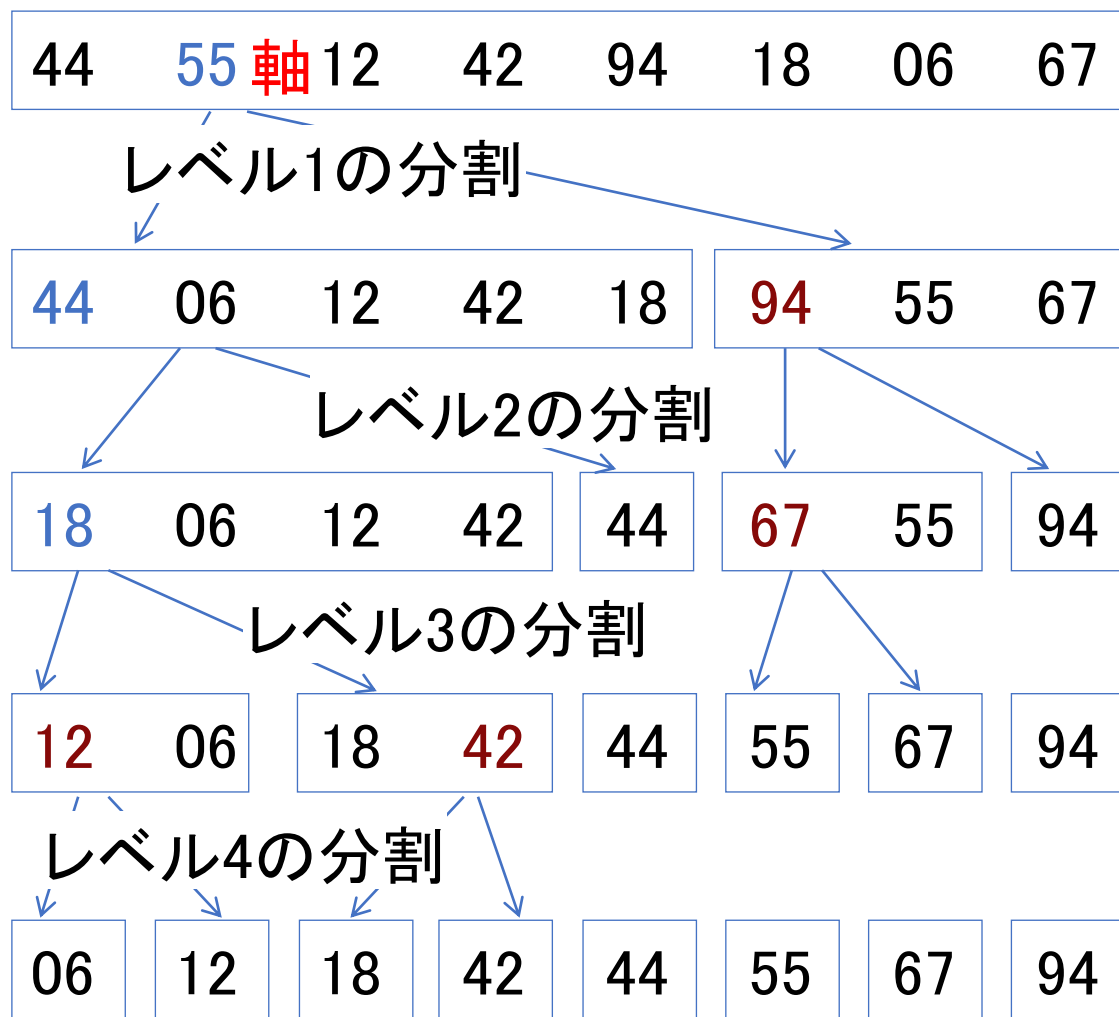 44 55 軸 12 42 94 18 06 67
レベル1の分割
44 06 12 42 18 94 55 67
レベル2の分割
18 06 12 42 44 67 55 94
レベル3の分割
12 06 18 42 44 55 67 94
レベル4の分割
06 12 18 42 44 55 67 94